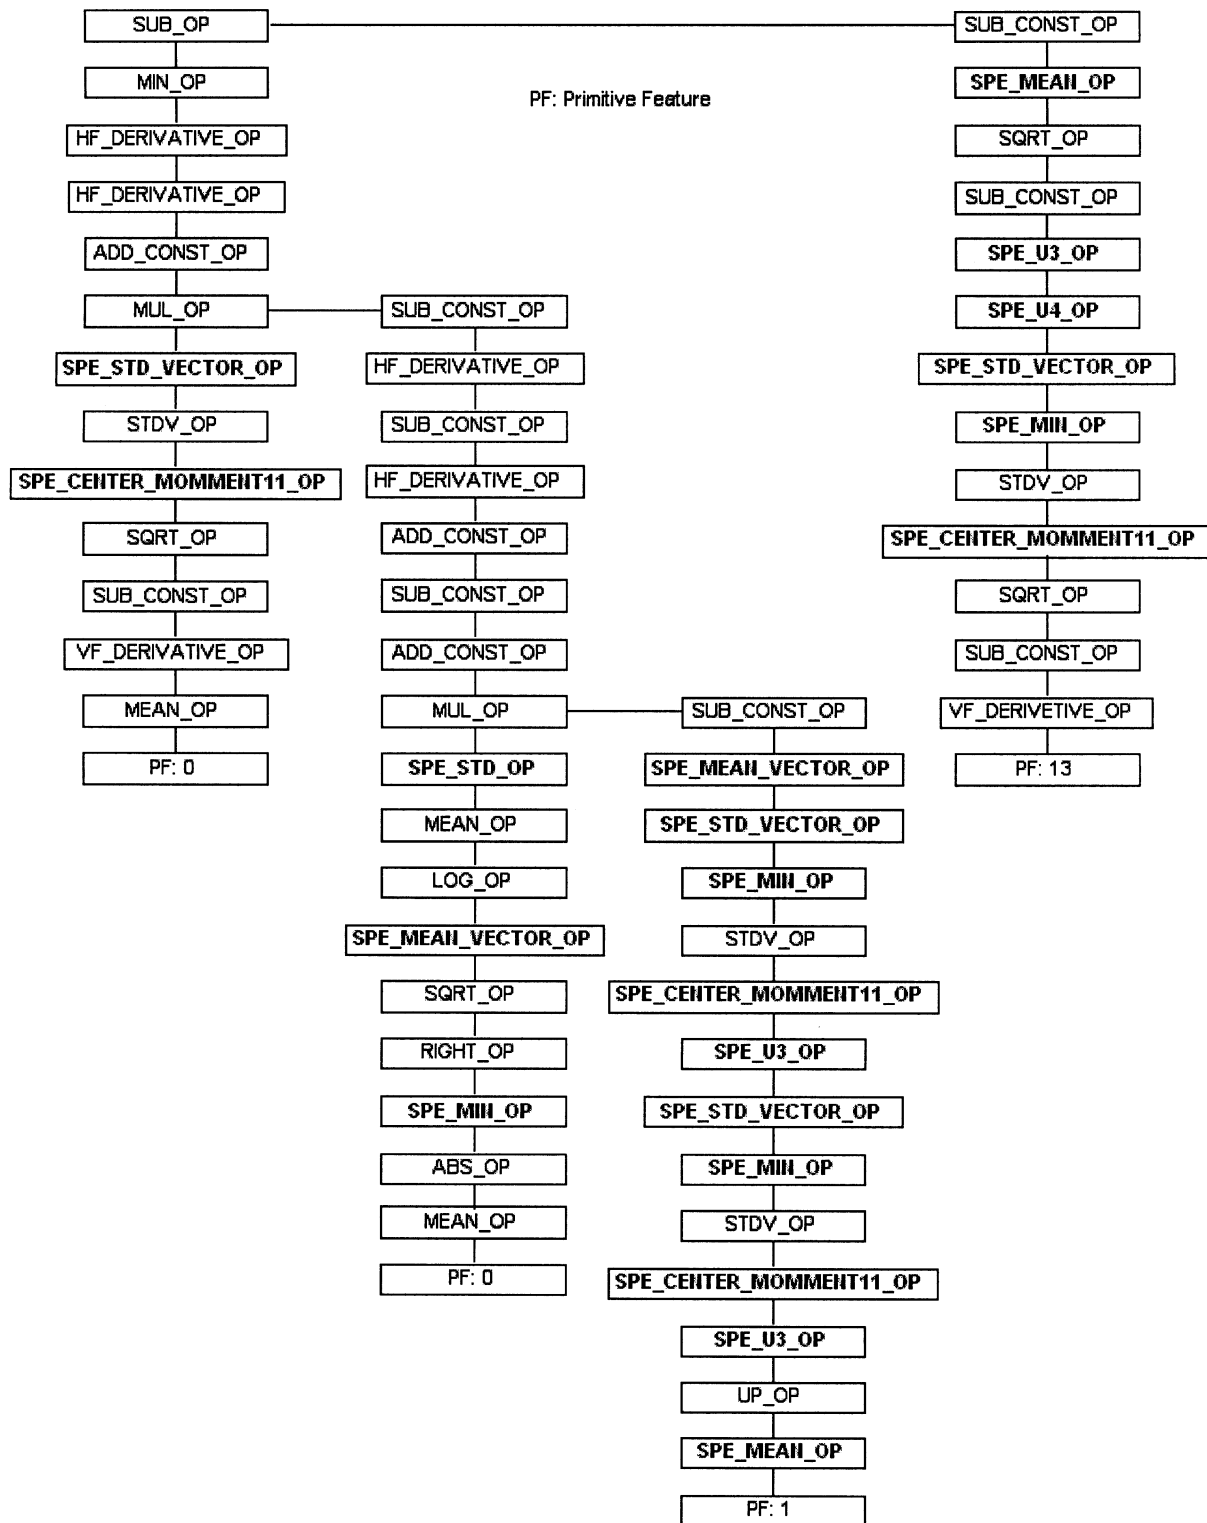 SUB_OP
SUB_CONST_OP
MIN_OP
SPE_MEAN_OP
PF: Primitive Feature
HF_DERIVATIVE_OP
SQRT_OP
HF_DERIVATIVE_OP
SUB_CONST_OP
ADD_CONST_OP
SPE_U3_OP
MUL_OP
SUB_CONST_OP
SPE_U4_OP
SPE_STD_VECTOR_OP
HF_DERIVATIVE_OP
SPE_STD_VECTOR_OP
STDV_OP
SUB_CONST_OP
SPE_MIN_OP
SPE_CENTER_MOMMENT11_OP
HF_DERIVATIVE_OP
STDV_OP
SQRT_OP
ADD_CONST_OP
SPE_CENTER_MOMMENT11_OP
SUB_CONST_OP
SUB_CONST_OP
SQRT_OP
VF_DERIVATIVE_OP
ADD_CONST_OP
SUB_CONST_OP
MEAN_OP
MUL_OP
SUB_CONST_OP
VF_DERIVETIVE_OP
PF: 0
SPE_STD_OP
SPE_MEAN_VECTOR_OP
PF: 13
MEAN_OP
SPE_STD_VECTOR_OP
LOG_OP
SPE_MIN_OP
SPE_MEAN_VECTOR_OP
STDV_OP
SQRT_OP
SPE_CENTER_MOMMENT11_OP
RIGHT_OP
SPE_U3_OP
SPE_MIN_OP
SPE_STD_VECTOR_OP
ABS_OP
SPE_MIN_OP
MEAN_OP
STDV_OP
PF: 0
SPE_CENTER_MOMMENT11_OP
SPE_U3_OP
UP_OP
SPE_MEAN_OP
PF: 1